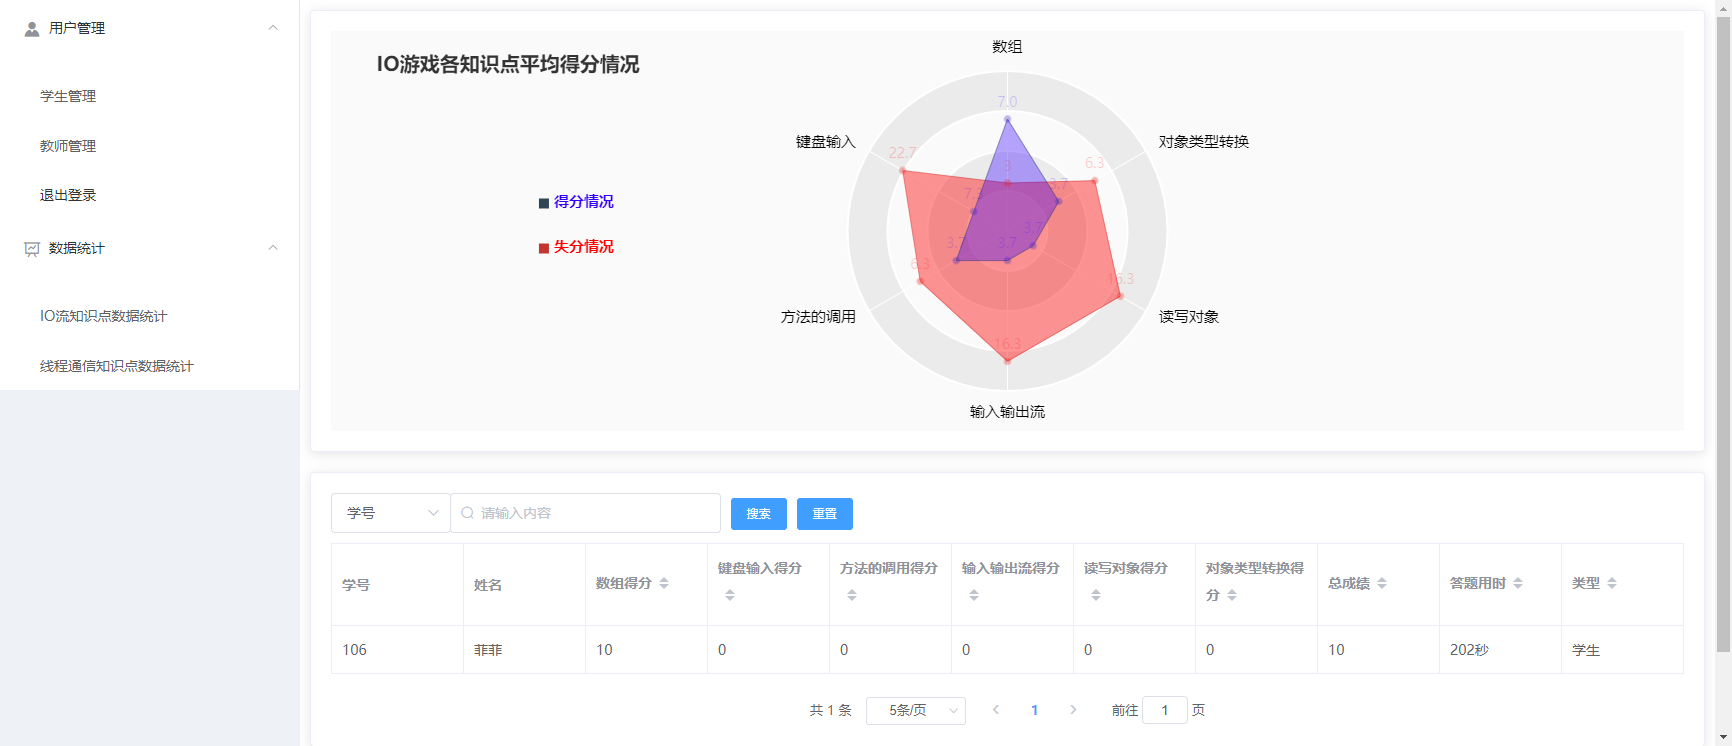 用户管理
学生管理
教师管理
退出登录
数据统计
IO流知识点数据统计
线程通信知识点数据统计
IO游戏各知识点平均得分情况
得分情况
失分情况
数组
对象类型转换
读写对象
输入输出流
方法的调用
键盘输入
7.0
22.7
6.3
3
3.7
7.3
3.7
3.7
3.7
6.3
16.3
16.3
学号
请输入内容
搜索
重置
学号 姓名 数组得分 键盘输入得分 方法的调用得分 输入输出流得分 读写对象得分 对象类型转换得分 总成绩 答题用时 类型
106 菲菲 10 0 0 0 0 0 10 202秒 学生
共 1 条 5条/页 1 前往 1 页